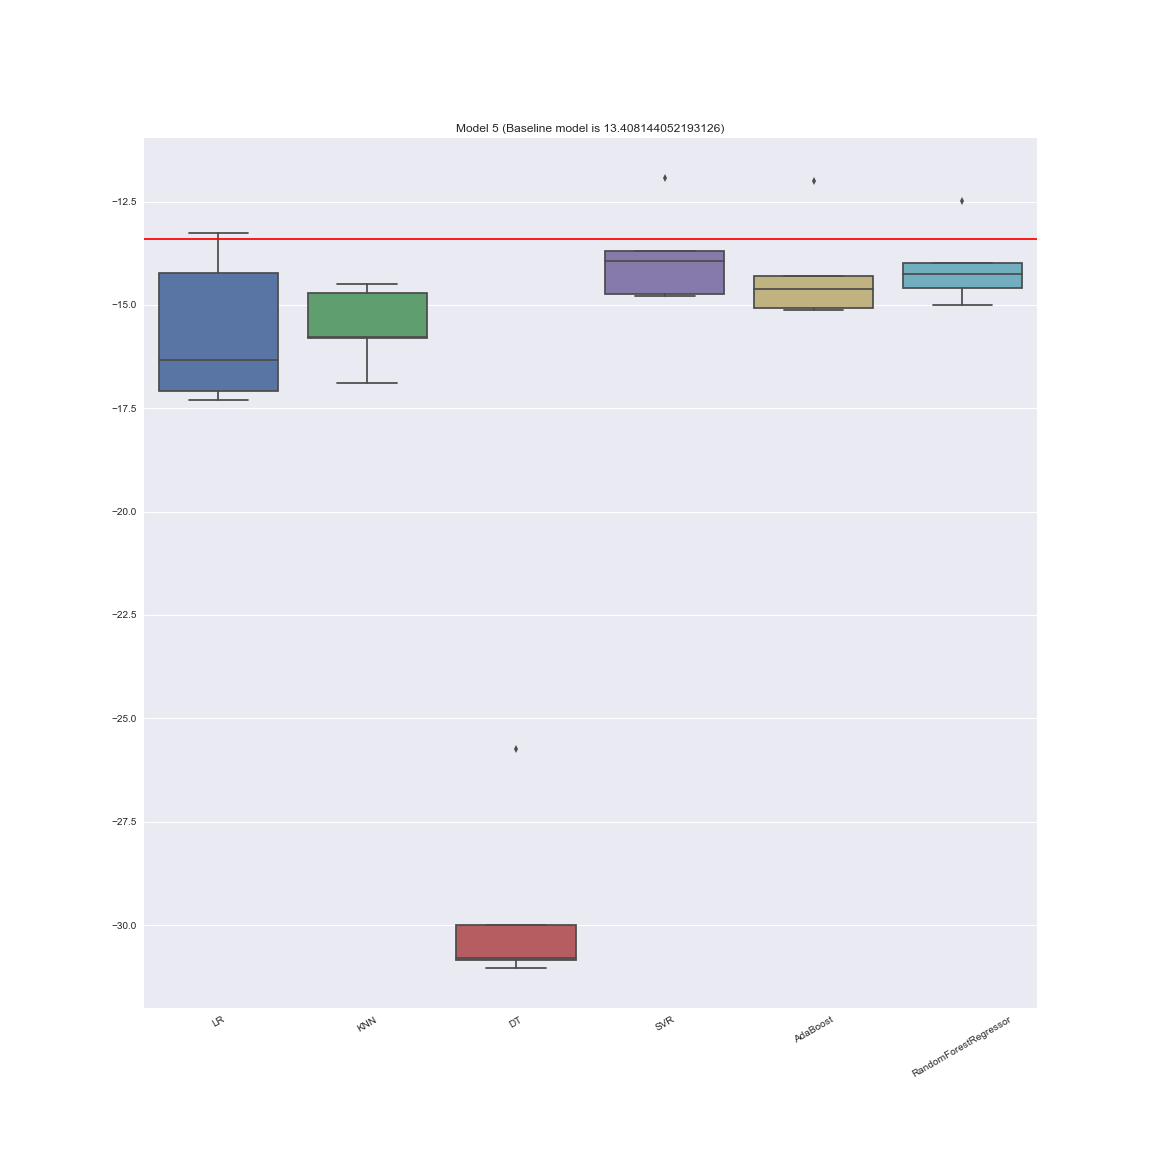 Model 5 (Baseline model is 13.408144052193126)
−12.5
−15.0
−17.5
−20.0
−22.5
−25.0
−27.5
−30.0
LR
KNN
DT
SVR
AdaBoost
RandomForestRegressor